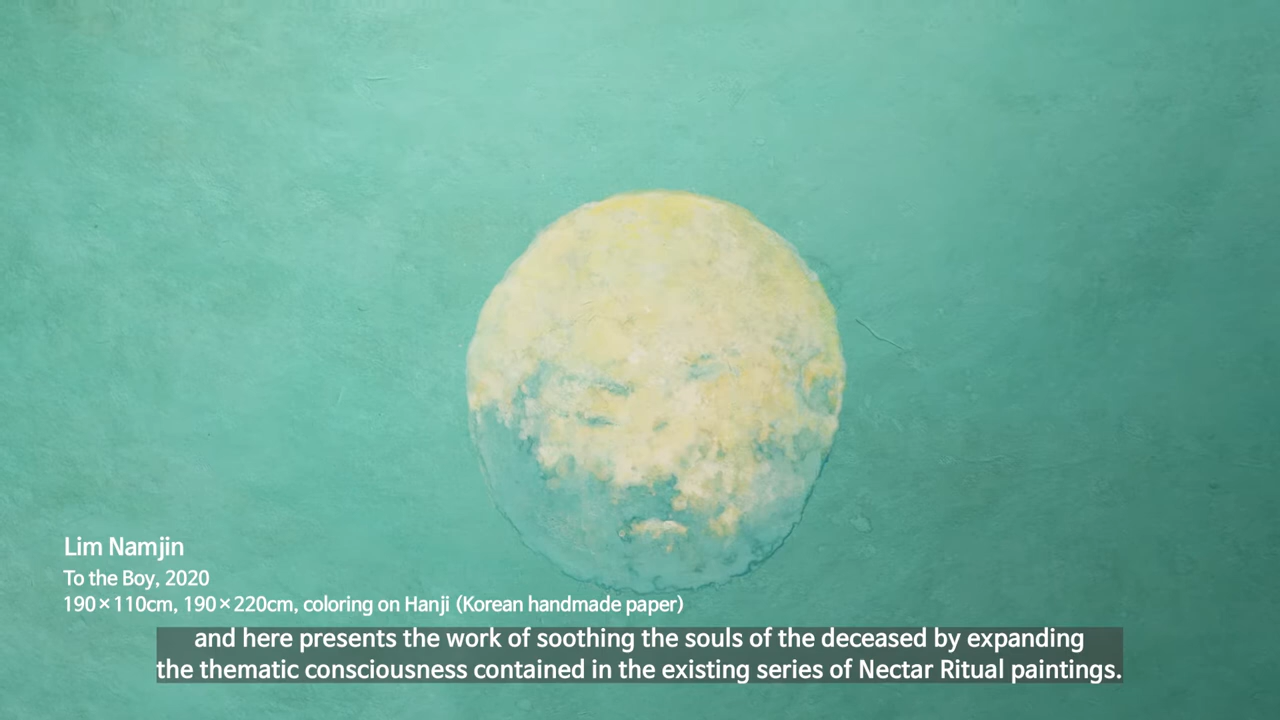 Lim Namjin
To the Boy, 2020
190×110cm, 190×220cm, coloring on Hanji (Korean handmade paper)
and here presents the work of soothing the souls of the deceased by expanding
the thematic consciousness contained in the existing series of Nectar Ritual paintings.